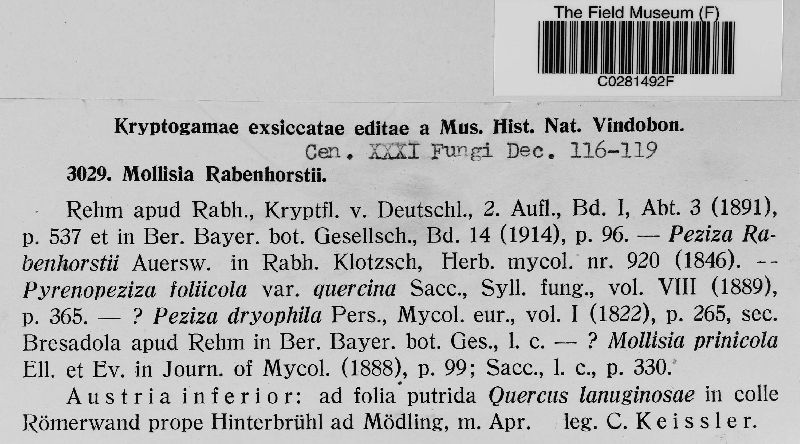 The Field Museum (F)
C0281492F
Kryptogamae exsiccatae editae a Mus. Hist. Nat. Vindobon.
Cen. XXXI Fungi Dec. 116-119
3029. Mollisia Rabenhorstii.
Rehm apud Rabh., Kryptfl. v. Deutschl., 2. Aufl., Bd. I, Abt. 3 (1891),
p. 537 et in Ber. Bayer. bot. Gesellsch., Bd. 14 (1914), p. 96. — Peziza Ra-
benhorstii Auersw. in Rabh. Klotzsch, Herb. mycol. nr. 920 (1846). —
Pyrenopeziza foliicola var. quercina Sacc., Syll. fung., vol. VIII (1889),
p. 365. — ? Peziza dryophila Pers., Mycol. eur., vol. I (1822), p. 265, sec.
Bresadola apud Rehm in Ber. Bayer. bot. Ges., l. c. — ? Mollisia prinicola
Ell. et Ev. in Journ. of Mycol. (1888), p. 99; Sacc., l. c., p. 330.
Austria inferior: ad folia putrida Quercus lanuginosae in colle
Römerwand prope Hinterbrühl ad Mödling, m. Apr. leg. C. Keissler.